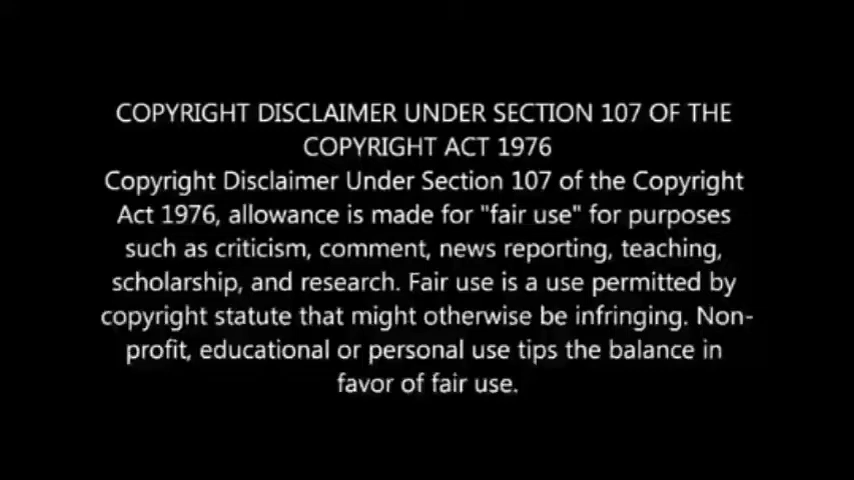 COPYRIGHT DISCLAIMER UNDER SECTION 107 OF THE
COPYRIGHT ACT 1976
Copyright Disclaimer Under Section 107 of the Copyright
Act 1976, allowance is made for "fair use" for purposes
such as criticism, comment, news reporting, teaching,
scholarship, and research. Fair use is a use permitted by
copyright statute that might otherwise be infringing. Non-
profit, educational or personal use tips the balance in
favor of fair use.